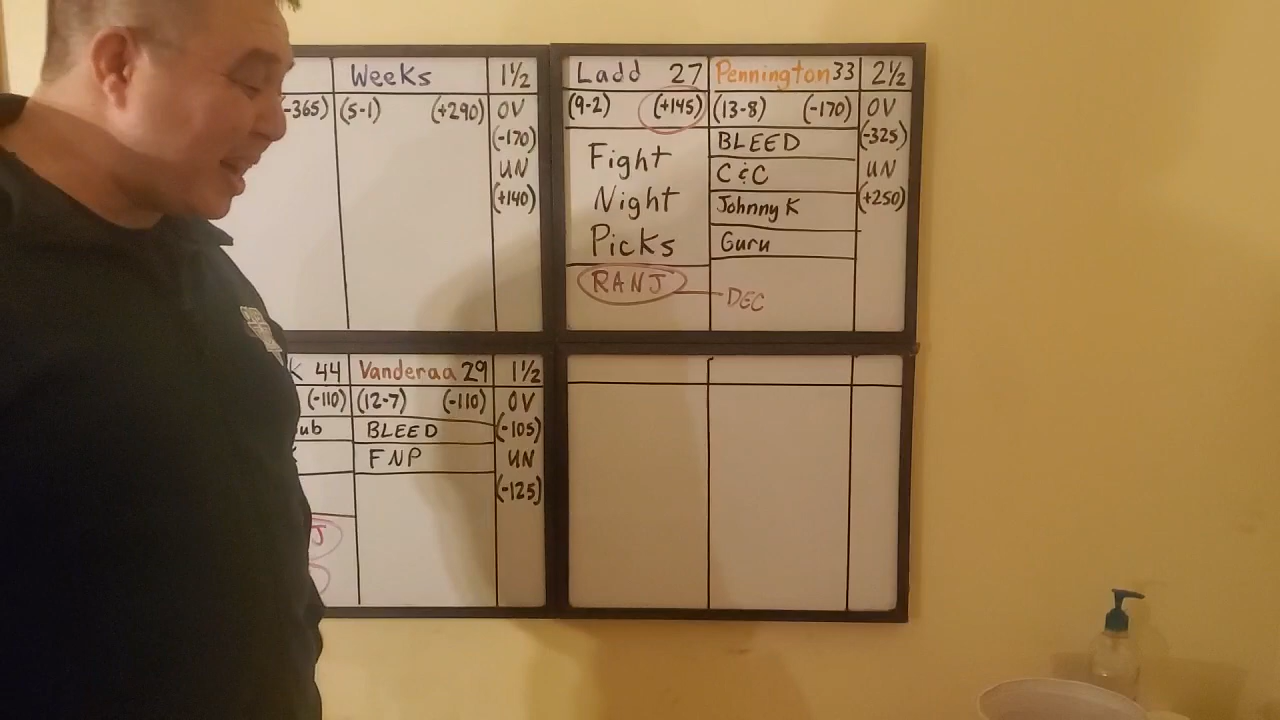 Weeks 1½
-365) (5-1) (+290) OV
(-170)
UN
(+140)
Ladd 27 Pennington 33 2½
(9-2) (+145) (13-8) (-170) OV
BLEED (-325)
Fight C & C UN
Night Johnny K (+250)
Picks Guru
RANJ DEC
K 44 Vanderaa 29 1½
(-110) (12-7) (-110) OV
ub BLEED (-105)
FNP UN
(-125)
J